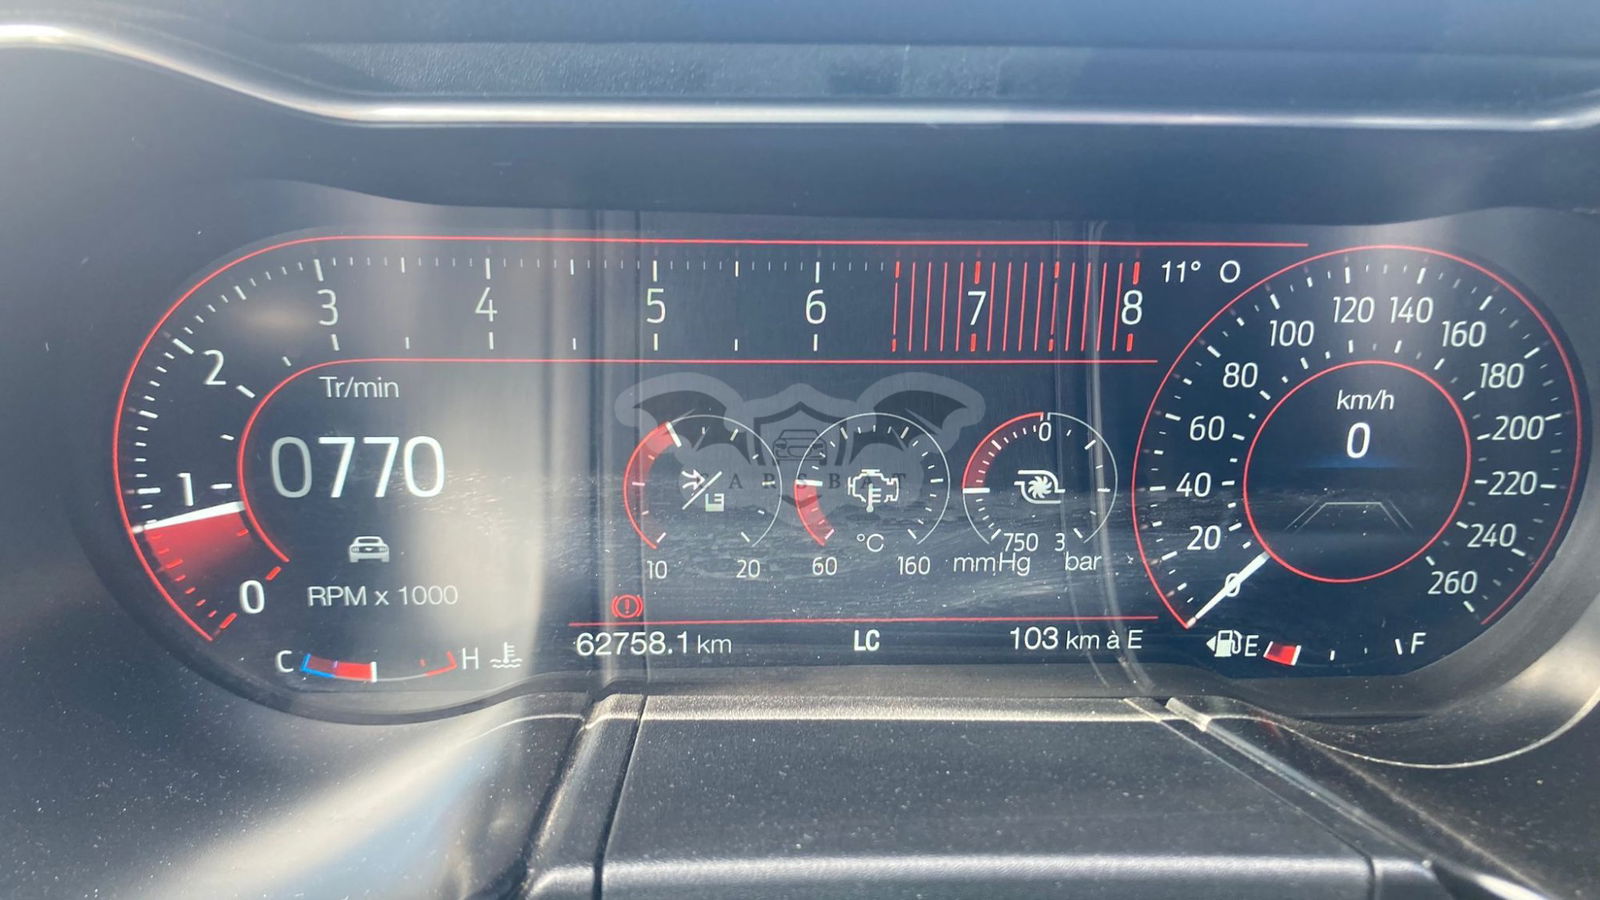 3 4 5 6 7 8
11° O
2
1
0
Tr/min
0770
RPM x 1000
C H
10 20
°C
60 160
0
750 3
mmHg bar
CARSBAT
62758.1 km
LC
103 km à E
0 20 40 60 80 100 120 140 160 180 200 220 240 260
km/h
0
E F